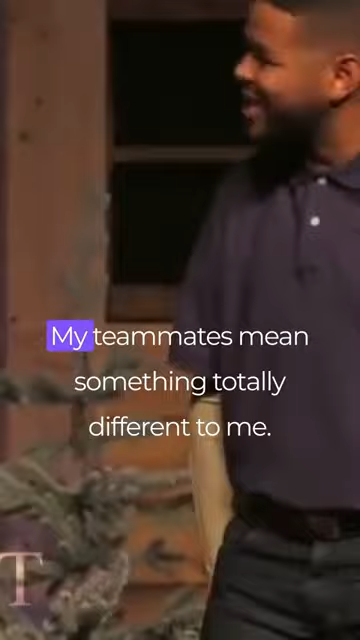 My teammates mean
something totally
different to me.
T